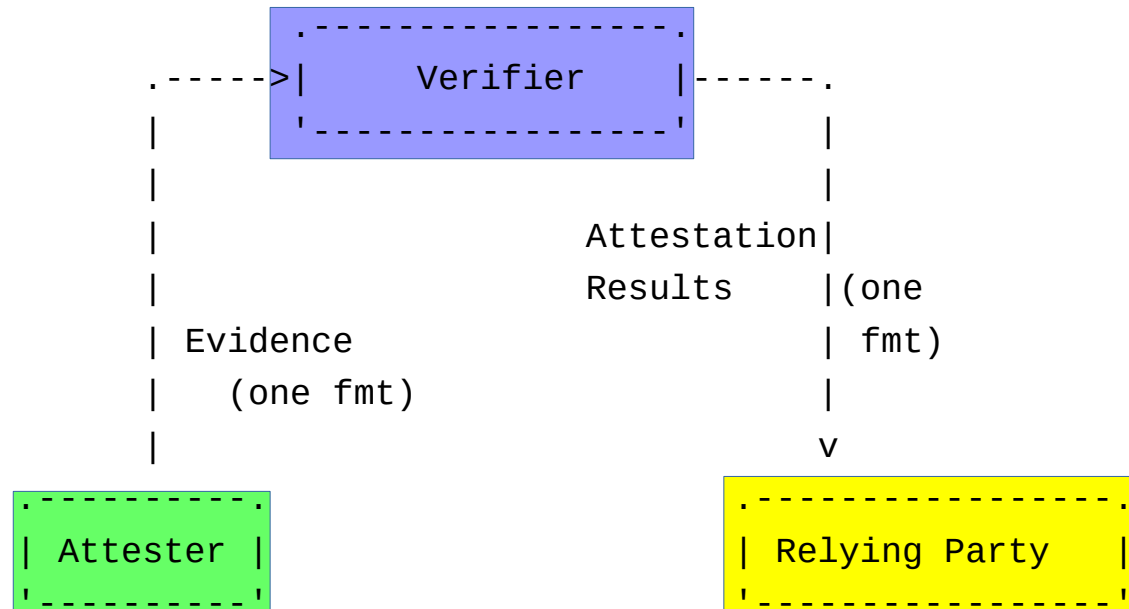 .-----------------.
.----->|     Verifier    |------.
|      '-----------------'      |
|                               |
|                    Attestation|
|                    Results    |(one
| Evidence                      | fmt)
|   (one fmt)                   |
|                               v
.----------.                      .-----------------.
| Attester |                      | Relying Party   |
'----------'                      '-----------------'